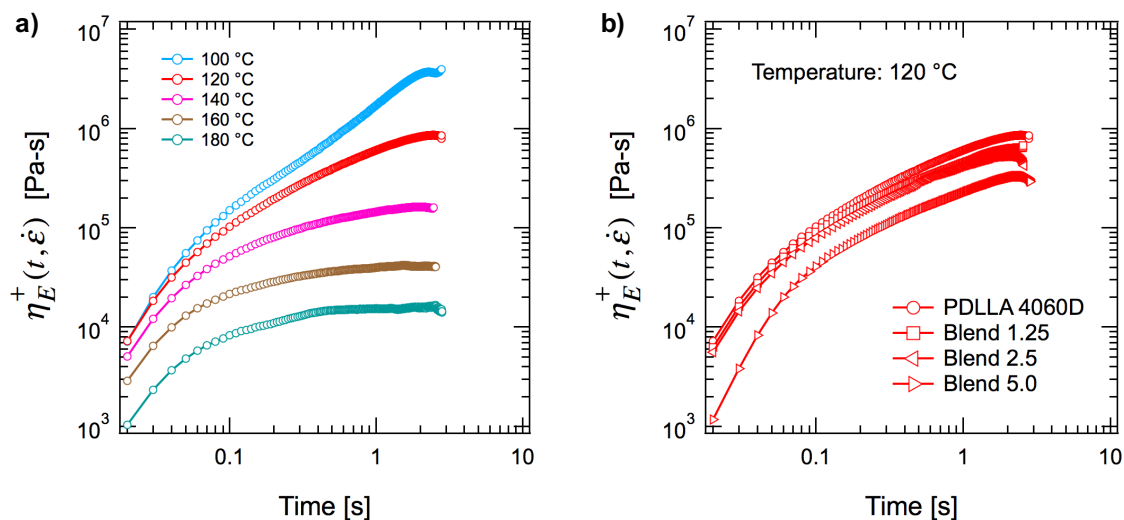 a)
10^7
10^6
10^5
10^4
10^3
η_E^+(t, ε̇) [Pa-s]
100 °C
120 °C
140 °C
160 °C
180 °C
0.1
1
10
Time [s]
b)
10^7
10^6
10^5
10^4
10^3
η_E^+(t, ε̇) [Pa-s]
Temperature: 120 °C
PDLLA 4060D
Blend 1.25
Blend 2.5
Blend 5.0
0.1
1
10
Time [s]